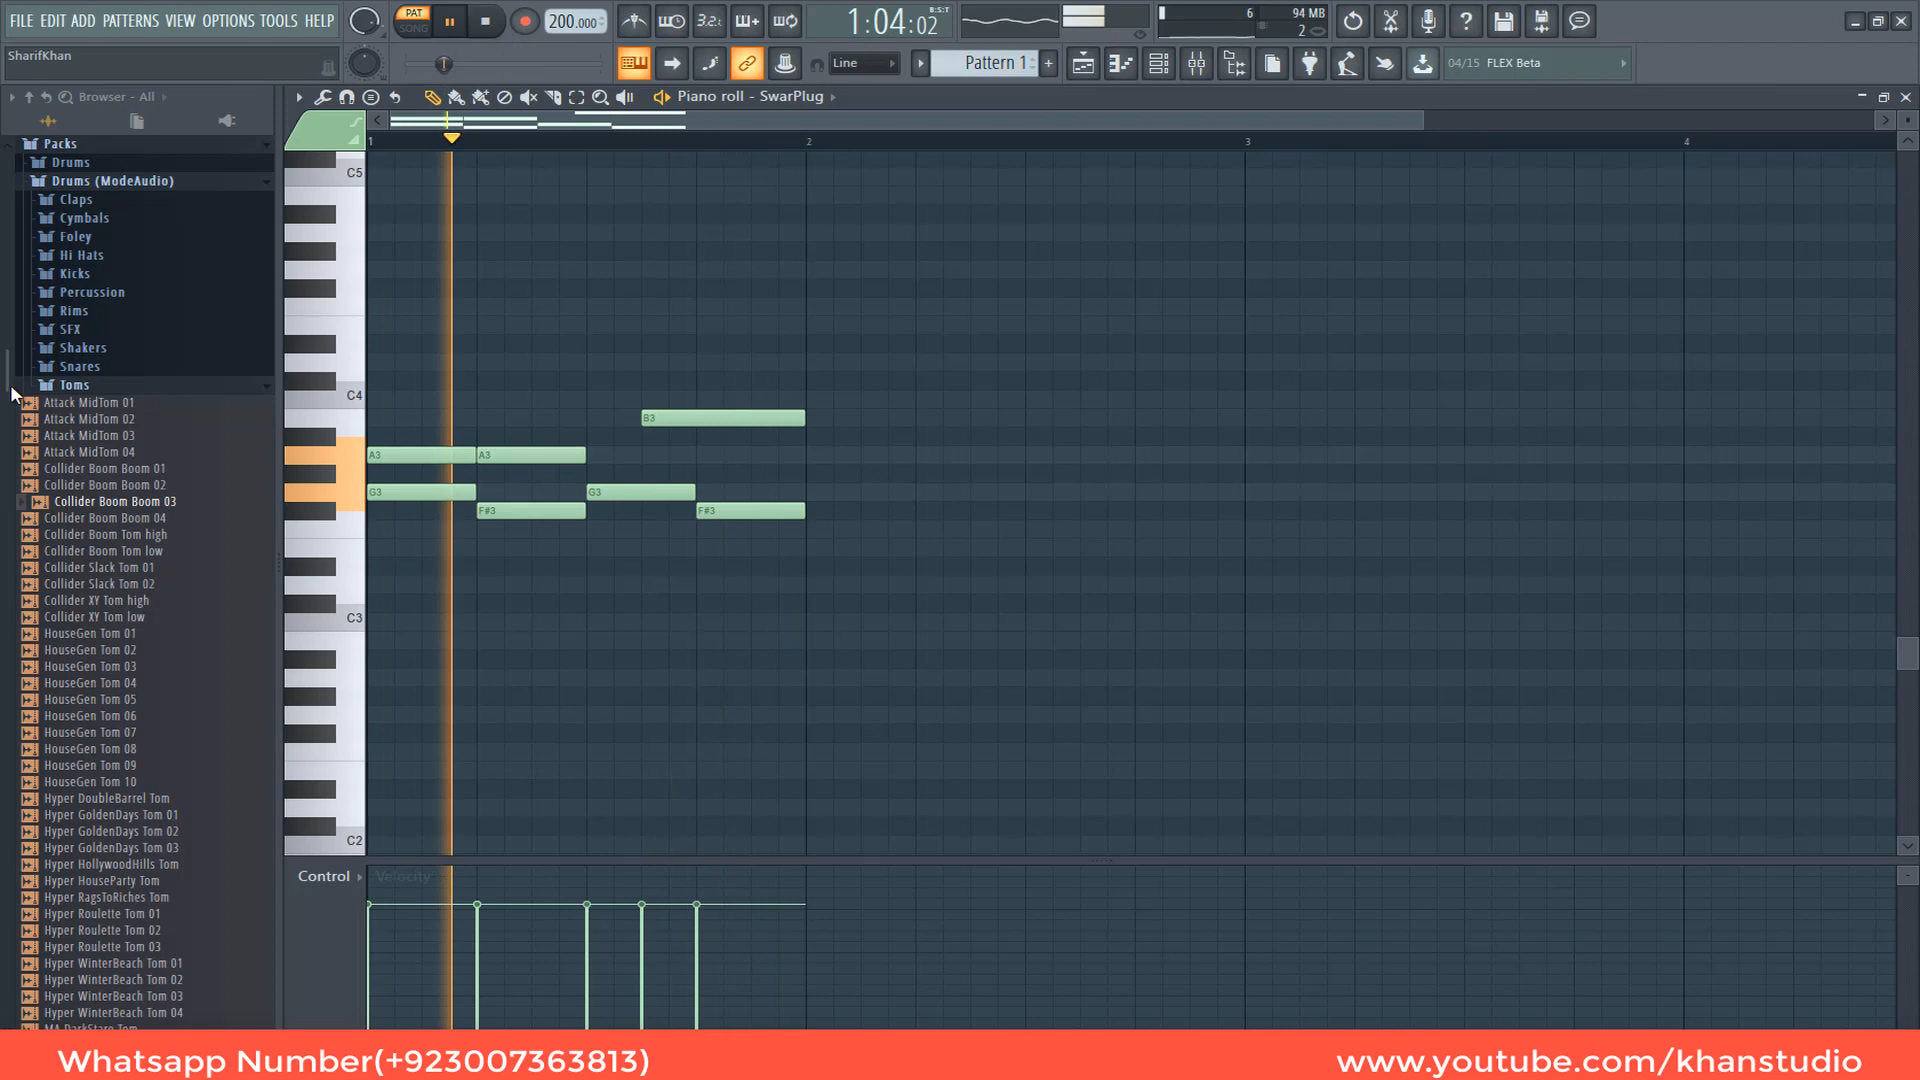 FILE EDIT ADD PATTERNS VIEW OPTIONS TOOLS HELP
PAT
SONG
200.000
3.2
1:04:02
B:S:T
6
94 MB
2
SharifKhan
Line
Pattern 1
04/15 FLEX Beta
Browser - All
Piano roll - SwarPlug
Packs
Drums
Drums (ModeAudio)
Claps
Cymbals
Foley
Hi Hats
Kicks
Percussion
Rims
SFX
Shakers
Snares
Toms
Attack MidTom 01
Attack MidTom 02
Attack MidTom 03
Attack MidTom 04
Collider Boom Boom 01
Collider Boom Boom 02
Collider Boom Boom 03
Collider Boom Boom 04
Collider Boom Tom high
Collider Boom Tom low
Collider Slack Tom 01
Collider Slack Tom 02
Collider XY Tom high
Collider XY Tom low
HouseGen Tom 01
HouseGen Tom 02
HouseGen Tom 03
HouseGen Tom 04
HouseGen Tom 05
HouseGen Tom 06
HouseGen Tom 07
HouseGen Tom 08
HouseGen Tom 09
HouseGen Tom 10
Hyper DoubleBarrel Tom
Hyper GoldenDays Tom 01
Hyper GoldenDays Tom 02
Hyper GoldenDays Tom 03
Hyper HollywoodHills Tom
Hyper HouseParty Tom
Hyper RagsToRiches Tom
Hyper Roulette Tom 01
Hyper Roulette Tom 02
Hyper Roulette Tom 03
Hyper WinterBeach Tom 01
Hyper WinterBeach Tom 02
Hyper WinterBeach Tom 03
Hyper WinterBeach Tom 04
MA DarkStare Tom
1 2 3 4
C5
C4
B3
A3 A3
G3 G3
F#3 F#3
C3
C2
Control Velocity
Whatsapp Number(+923007363813)
www.youtube.com/khanstudio